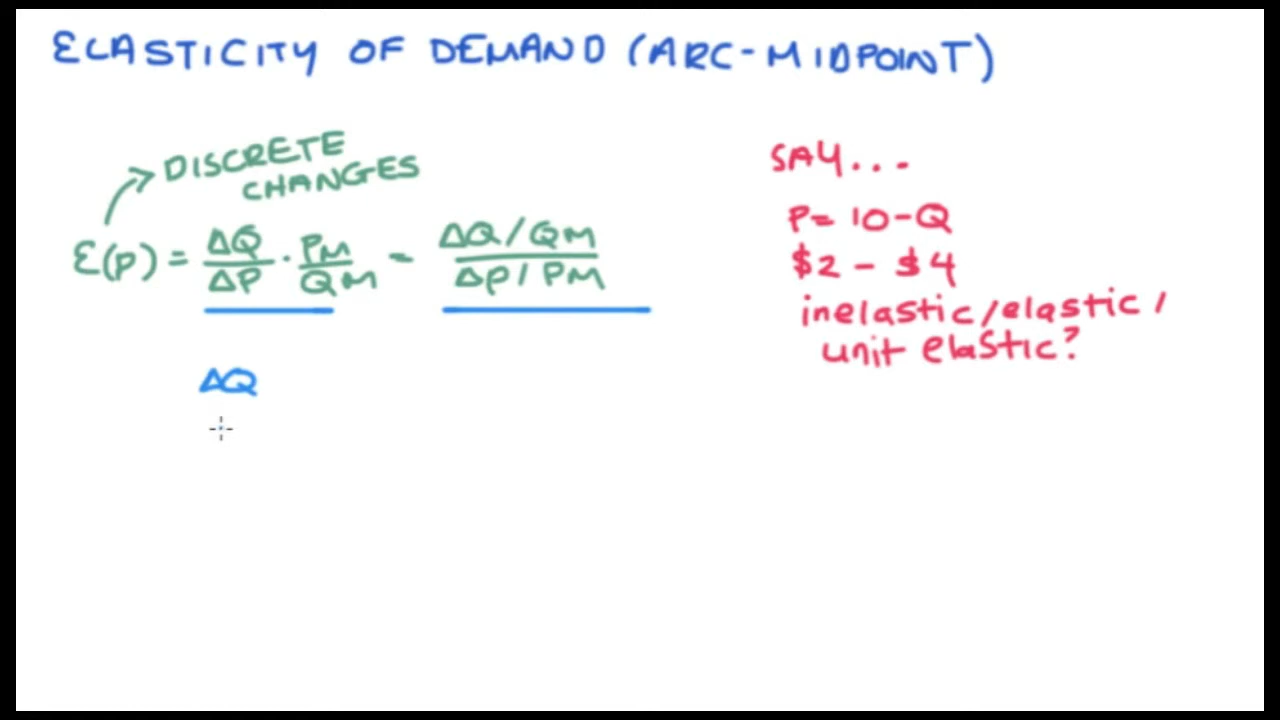 ELASTICITY OF DEMAND (ARC-MIDPOINT)
DISCRETE
CHANGES
ε(P) = ΔQ/ΔP · PM/QM = ΔQ/QM / ΔP/PM
ΔQ
SAY...
P= 10-Q
$2 - $4
inelastic/elastic/
unit elastic?